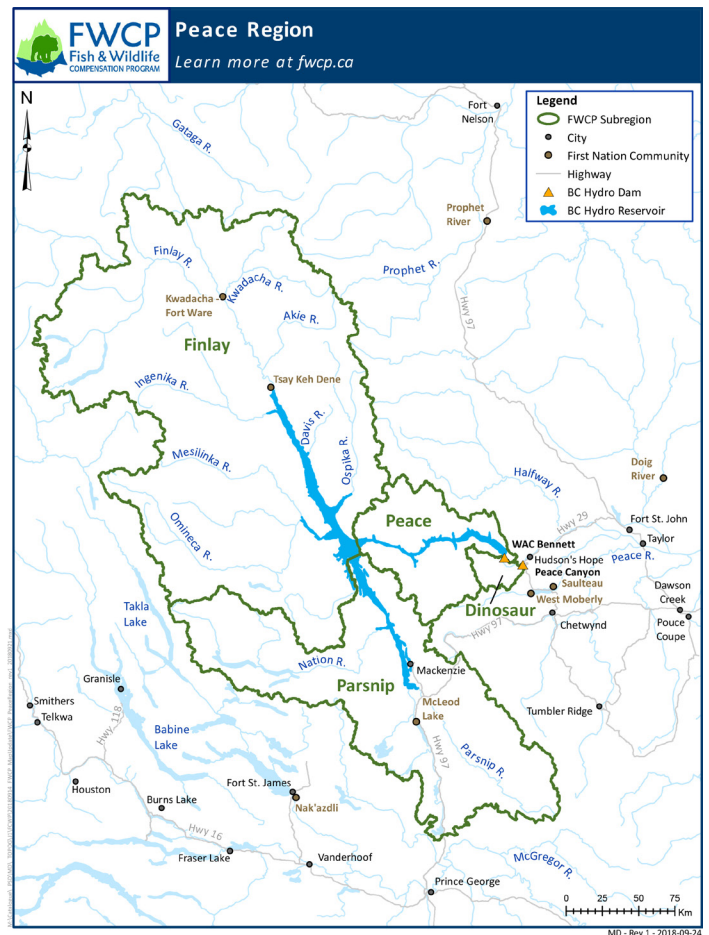 FWCP
Fish & Wildlife
COMPENSATION PROGRAM
Peace Region
Learn more at fwcp.ca
N
Legend
FWCP Subregion
City
First Nation Community
Highway
BC Hydro Dam
BC Hydro Reservoir
Fort
Nelson
Gataga R.
Prophet
River
Finlay R.
Prophet R.
Kwadacha R.
Kwadacha
Fort Ware
Akie R.
Hwy 97
Finlay
Tsay Keh Dene
Ingenika R.
Davis R.
Ospika R.
Mesilinka R.
Doig
River
Halfway R.
Omineca R.
Peace
Hwy 29
Fort St. John
Taylor
WAC Bennett
Hudson's Hope
Peace R.
Peace Canyon
Saulteau
West Moberly
Dinosaur
Dawson
Creek
Pouce
Coupe
Chetwynd
Hwy 97
Takla
Lake
Nation R.
Mackenzie
Granisle
Parsnip
Smithers
Telkwa
Hwy 118
McLeod
Lake
Tumbler Ridge
Babine
Lake
Hwy 97
Parsnip R.
Houston
Fort St. James
Nak'azdli
Burns Lake
Hwy 16
Fraser Lake
Vanderhoof
McGregor R.
Prince George
0 25 50 75
Km
MD - Rev 1 - 2018-09-24